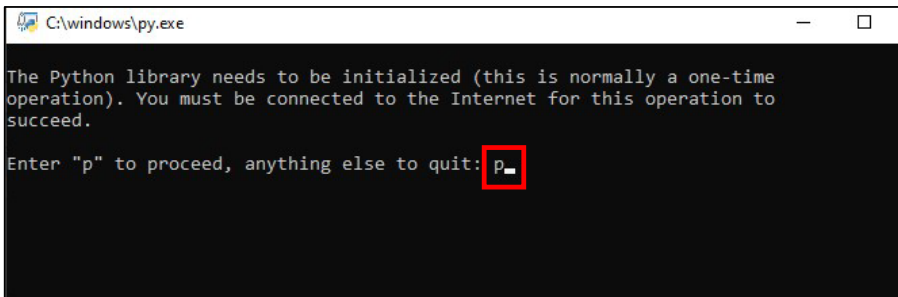 C:\windows\py.exe
The Python library needs to be initialized (this is normally a one-time
operation). You must be connected to the Internet for this operation to
succeed.
Enter "p" to proceed, anything else to quit: p